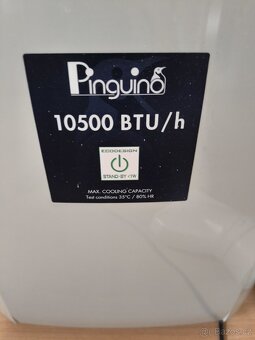 Pinguino
10500 BTU/h
ECODESIGN
STAND-BY <1W
MAX. COOLING CAPACITY
Test conditions 35°C / 80% HR